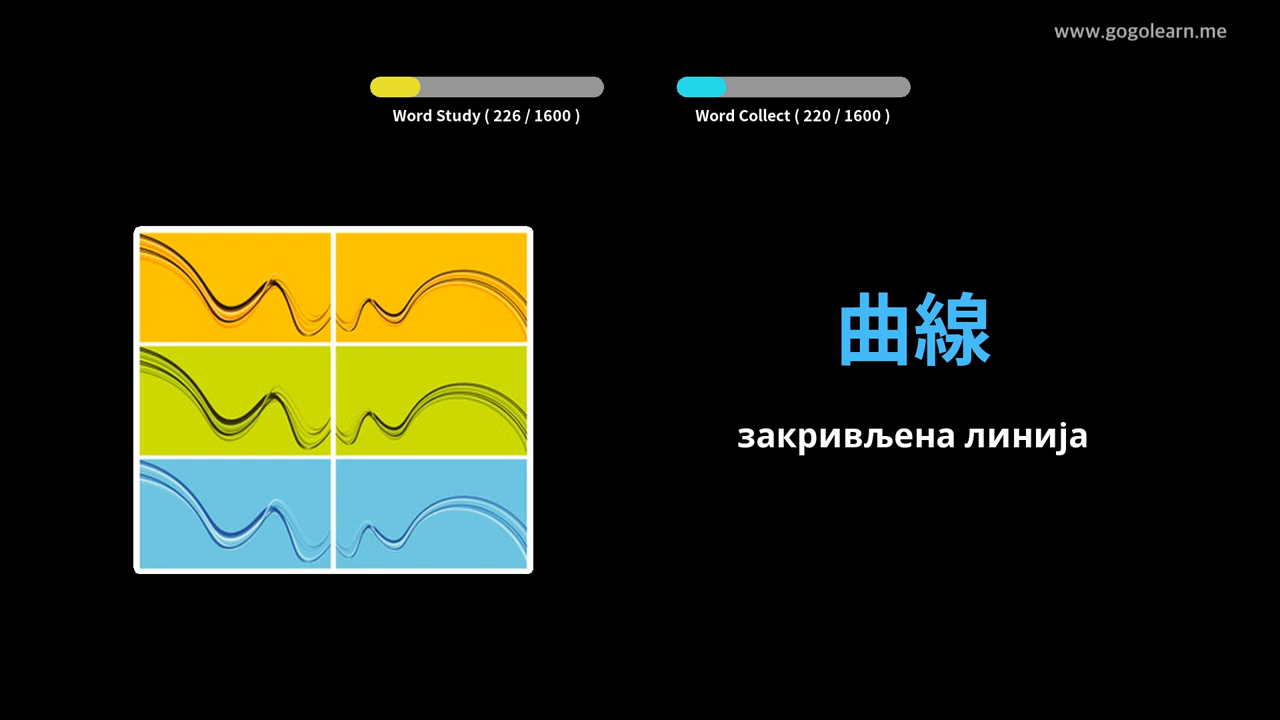 www.gogolearn.me
Word Study ( 226 / 1600 )
Word Collect ( 220 / 1600 )
曲線
закривљена линија